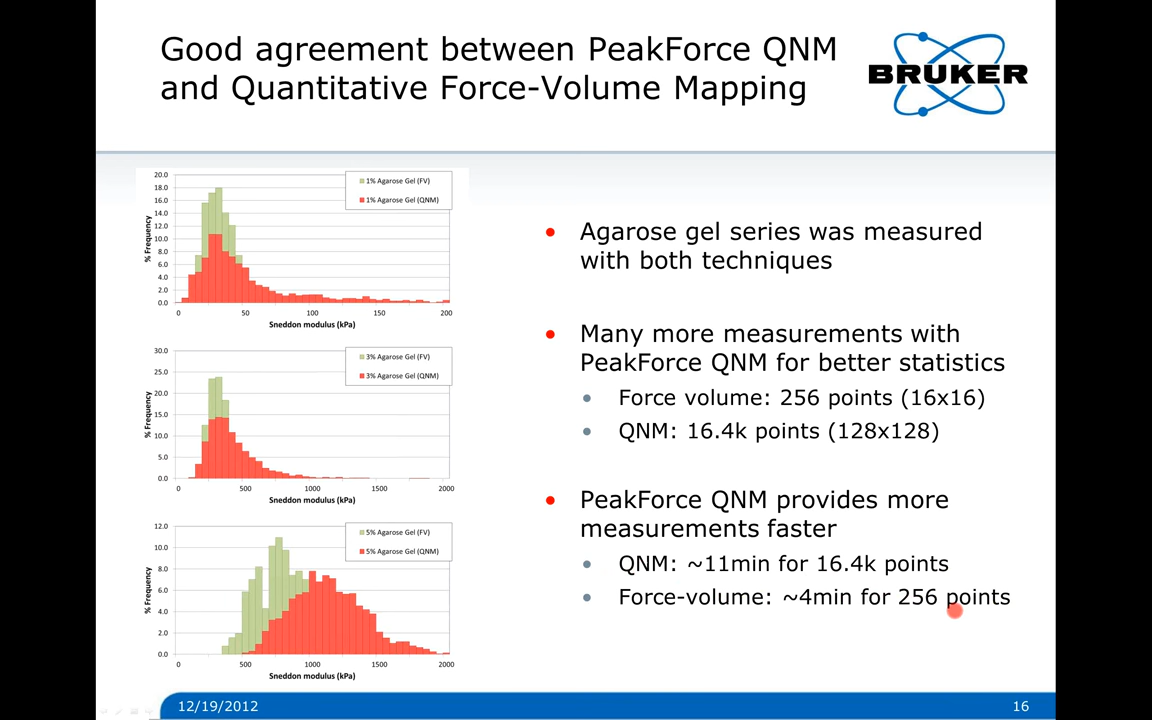 Good agreement between PeakForce QNM
and Quantitative Force-Volume Mapping
BRUKER
20.0
18.0
16.0
14.0
12.0
10.0
8.0
6.0
4.0
2.0
0.0
% Frequency
1% Agarose Gel (FV)
1% Agarose Gel (QNM)
0 50 100 150 200
Sneddon modulus (kPa)
30.0
25.0
20.0
15.0
10.0
5.0
0.0
% Frequency
3% Agarose Gel (FV)
3% Agarose Gel (QNM)
0 500 1000 1500 2000
Sneddon modulus (kPa)
12.0
10.0
8.0
6.0
4.0
2.0
0.0
% Frequency
5% Agarose Gel (FV)
5% Agarose Gel (QNM)
0 500 1000 1500 2000
Sneddon modulus (kPa)
• Agarose gel series was measured
with both techniques
• Many more measurements with
PeakForce QNM for better statistics
• Force volume: 256 points (16x16)
• QNM: 16.4k points (128x128)
• PeakForce QNM provides more
measurements faster
• QNM: ~11min for 16.4k points
• Force-volume: ~4min for 256 points
12/19/2012
16